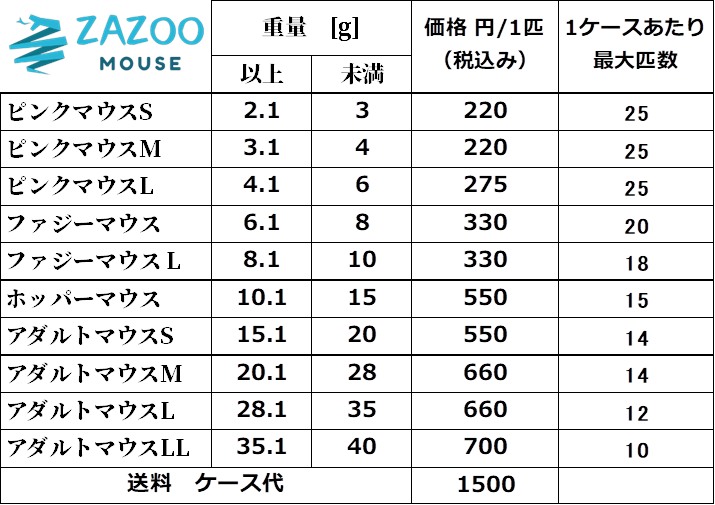 ZAZOO
MOUSE
重量 [g]
価格 円/1匹
（税込み）
1ケースあたり
最大匹数
以上 未満
ピンクマウスS 2.1 3 220 25
ピンクマウスM 3.1 4 220 25
ピンクマウスL 4.1 6 275 25
ファジーマウス 6.1 8 330 20
ファジーマウス L 8.1 10 330 18
ホッパーマウス 10.1 15 550 15
アダルトマウスS 15.1 20 550 14
アダルトマウスM 20.1 28 660 14
アダルトマウスL 28.1 35 660 12
アダルトマウスLL 35.1 40 700 10
送料 ケース代 1500